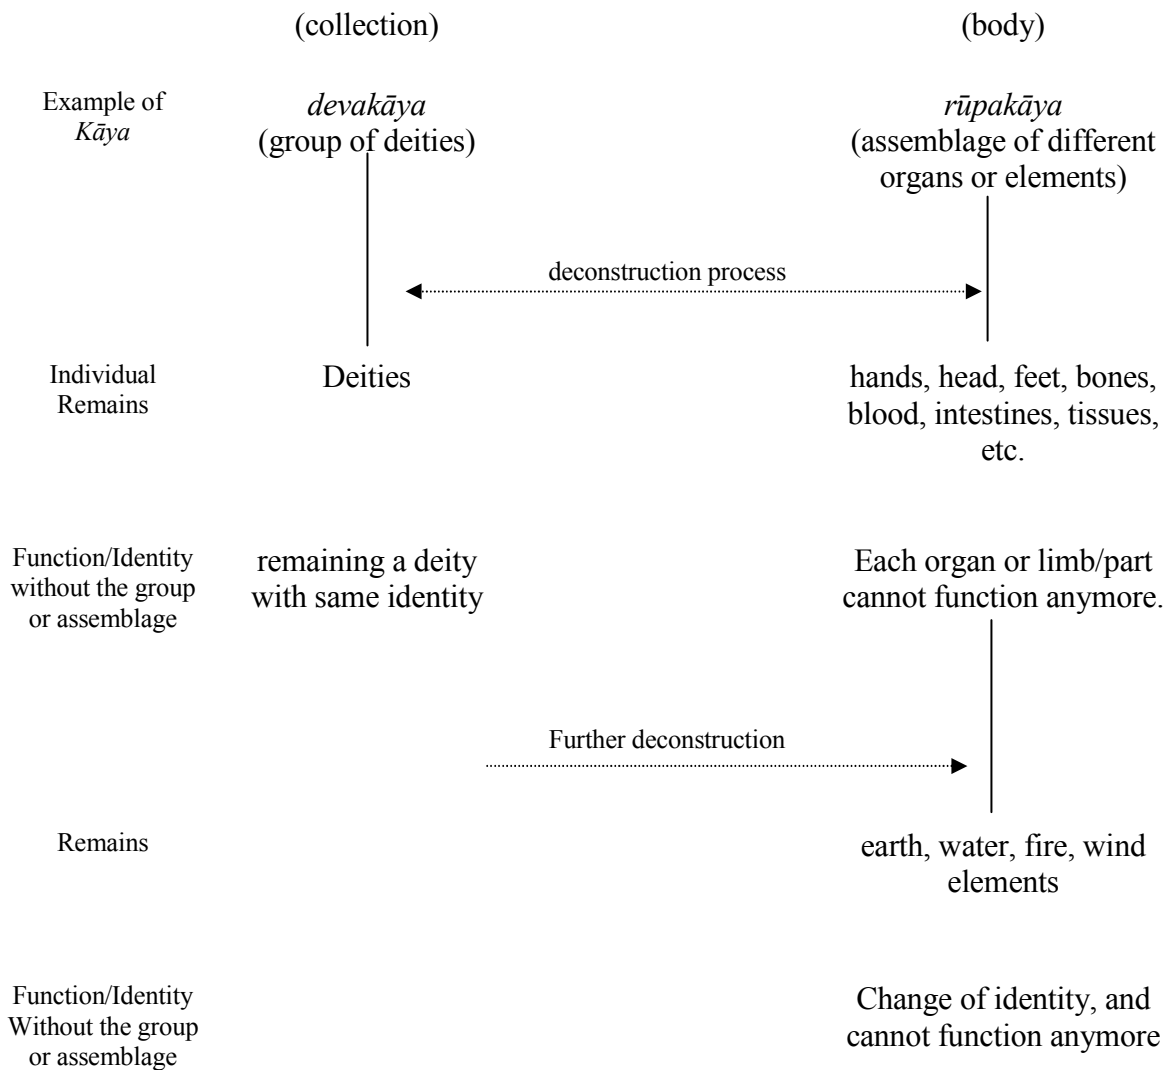 (collection)
(body)
Example of
Kāya
devakāya
(group of deities)
rūpakāya
(assemblage of different
organs or elements)
deconstruction process
Individual
Remains
Deities
hands, head, feet, bones,
blood, intestines, tissues,
etc.
Function/Identity
without the group
or assemblage
remaining a deity
with same identity
Each organ or limb/part
cannot function anymore.
Further deconstruction
Remains
earth, water, fire, wind
elements
Function/Identity
Without the group
or assemblage
Change of identity, and
cannot function anymore